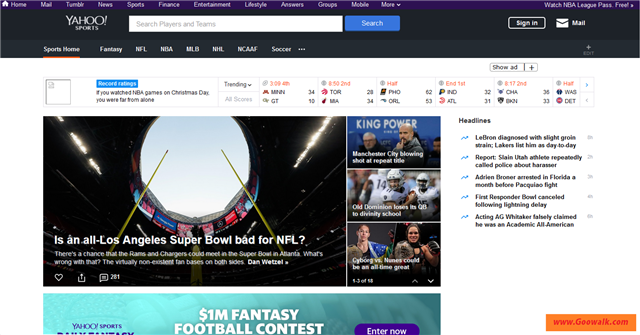 Home Mail Tumblr News Sports Finance Entertainment Lifestyle Answers Groups Mobile More Watch NBA League Pass. Free! »
YAHOO!
SPORTS
Search Players and Teams
Search
Sign in
Mail
Sports Home Fantasy NFL NBA MLB NHL NCAAF Soccer •••
EDIT
Show ad +
Record ratings
If you watched NBA games on Christmas Day,
you were far from alone
Trending
All Scores
3:09 4th
MINN 34
GT 10
8:50 2nd
TOR 28
MIA 34
Half
PHO 62
ORL 53
End 1st
IND 32
ATL 31
8:17 2nd
CHA 36
BKN 33
Half
WAS
DET
Is an all-Los Angeles Super Bowl bad for NFL?
There's a chance that the Rams and Chargers could meet in the Super Bowl in Atlanta. What's
wrong with that? The virtually non-existent fan bases on both sides. Dan Wetzel »
281
KING POWER
Manchester City blowing
shot at repeat title
Old Dominion loses its QB
to divinity school
Cyborg vs. Nunes could
be an all-time great
1-3 of 18
Headlines
LeBron diagnosed with slight groin
strain; Lakers list him as day-to-day
Report: Slain Utah athlete repeatedly
called police about harasser
Adrien Broner arrested in Florida a
month before Pacquiao fight
First Responder Bowl canceled
following lightning delay
Acting AG Whitaker falsely claimed
he was an Academic All-American
YAHOO! SPORTS
DAILY FANTASY
$1M FANTASY
FOOTBALL CONTEST
Enter now
www.Goowalk.com